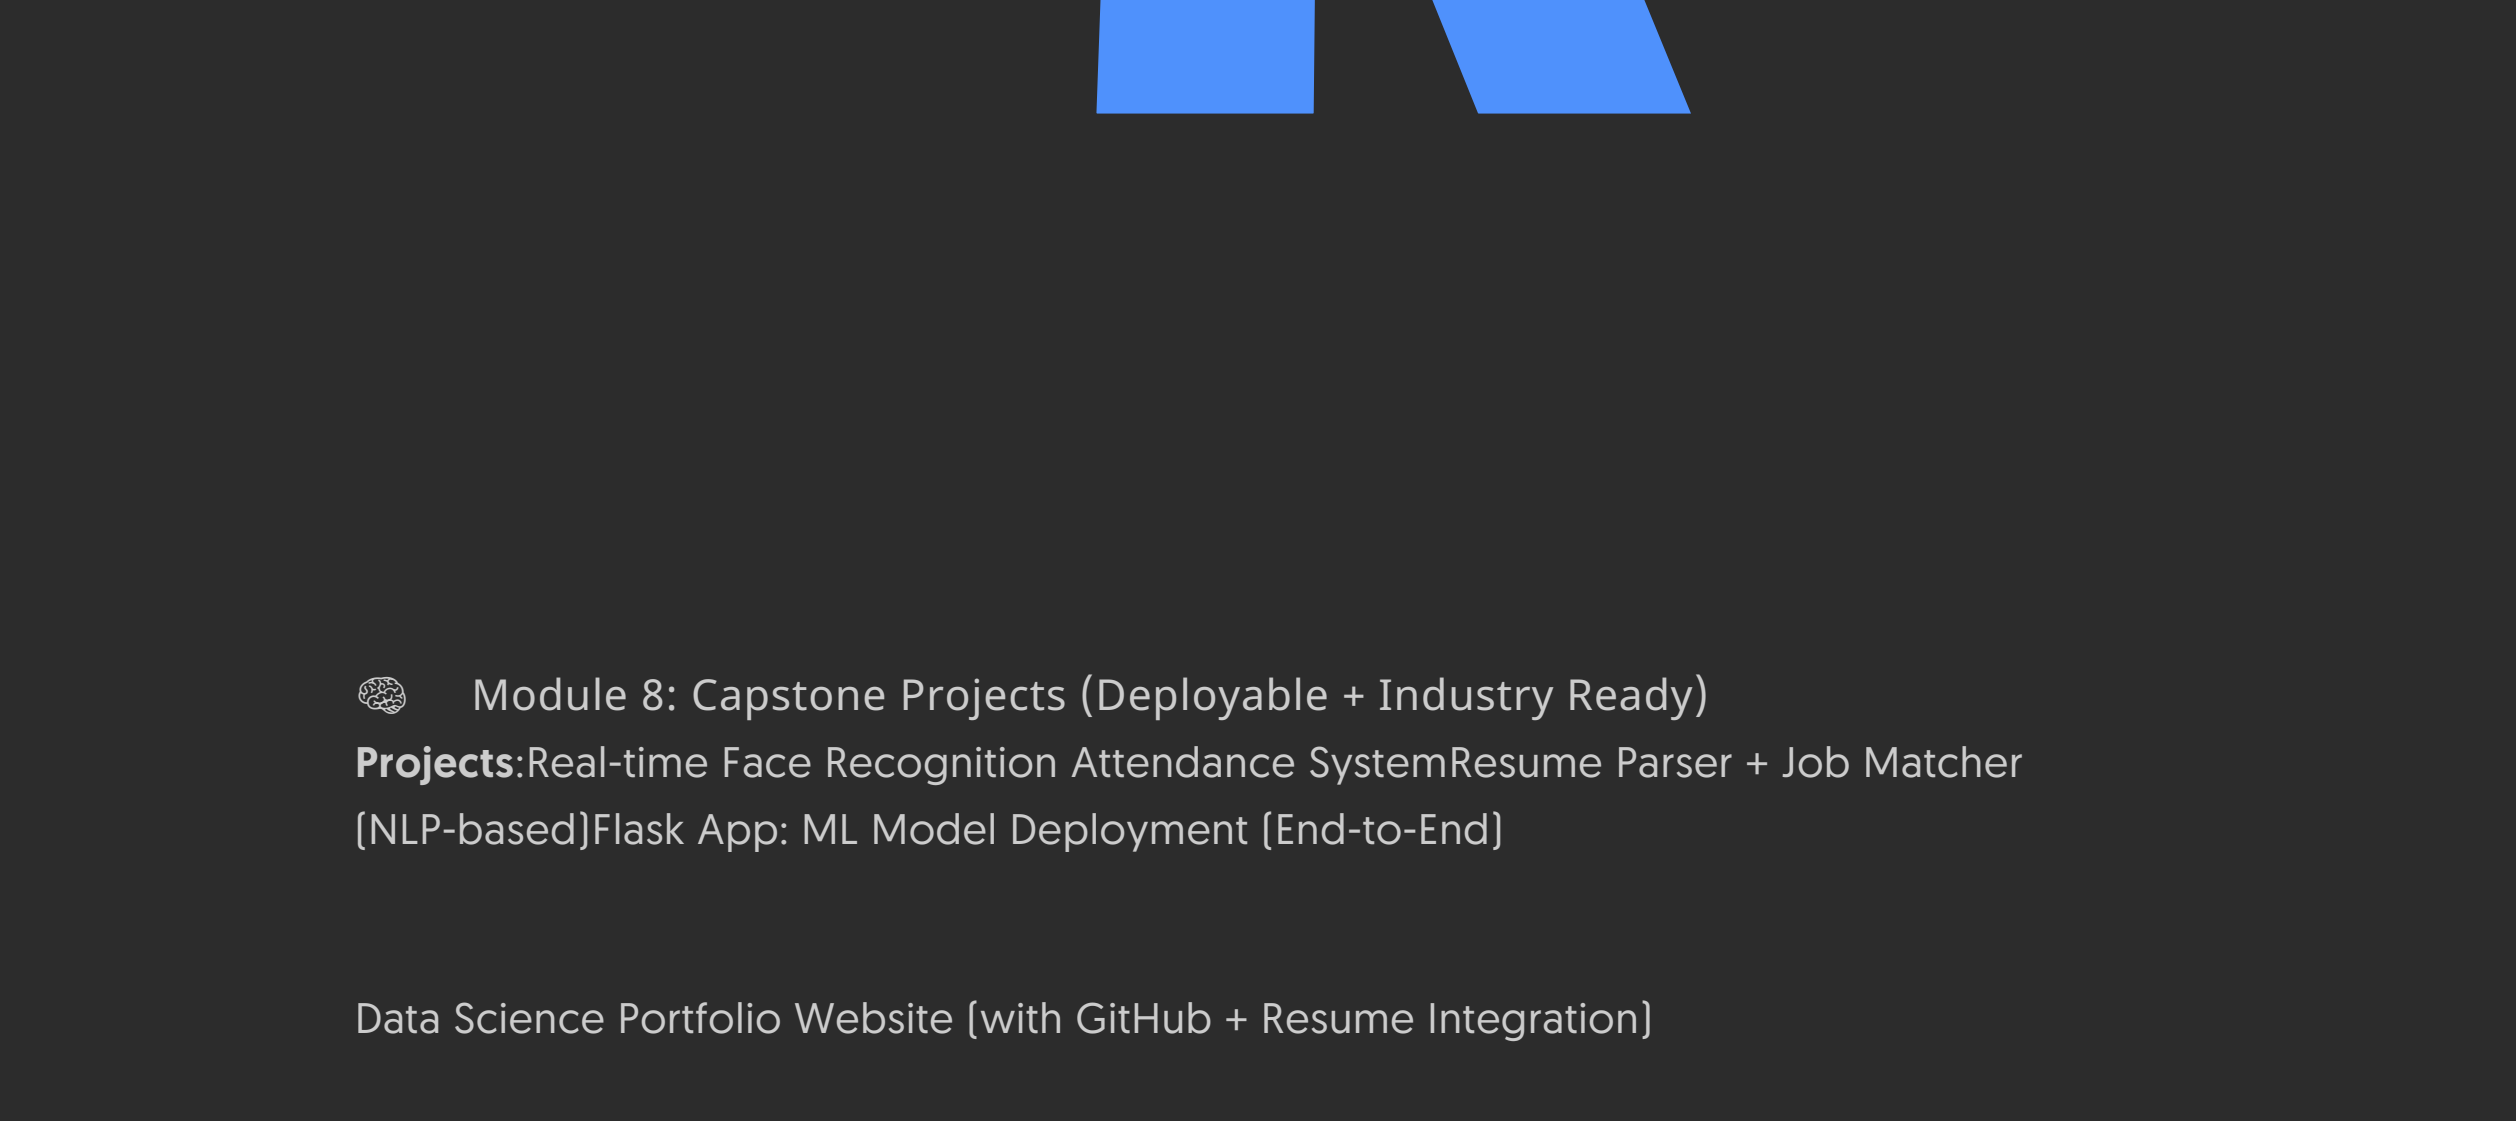 Module 8: Capstone Projects (Deployable + Industry Ready)
Projects:Real-time Face Recognition Attendance SystemResume Parser + Job Matcher
(NLP-based)Flask App: ML Model Deployment (End-to-End)
Data Science Portfolio Website (with GitHub + Resume Integration)